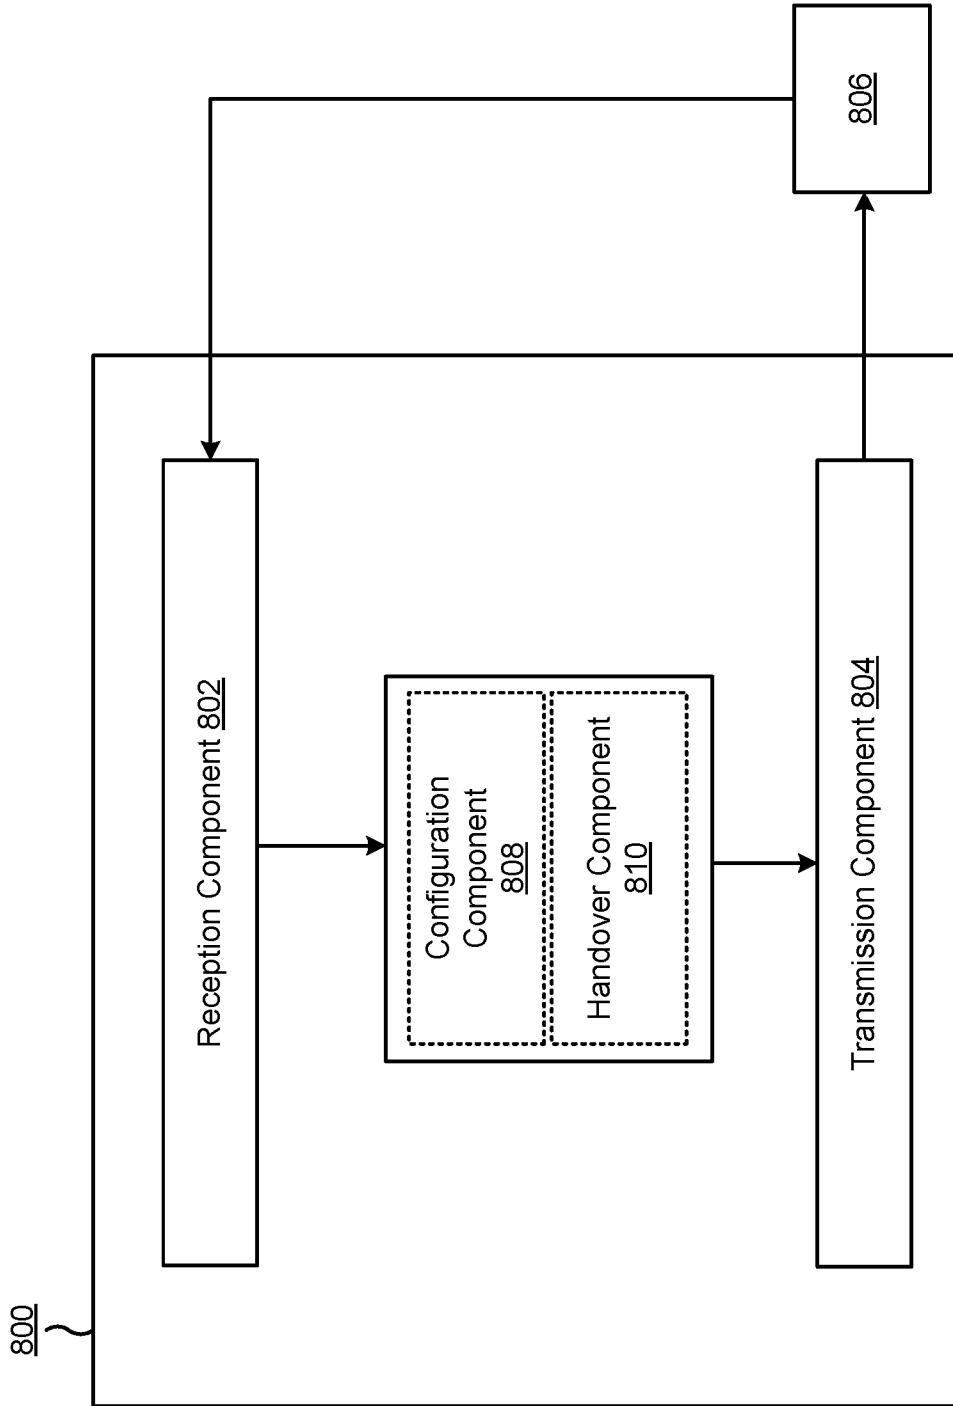 800
Reception Component 802
Configuration
Component
808
Handover Component
810
Transmission Component 804
806